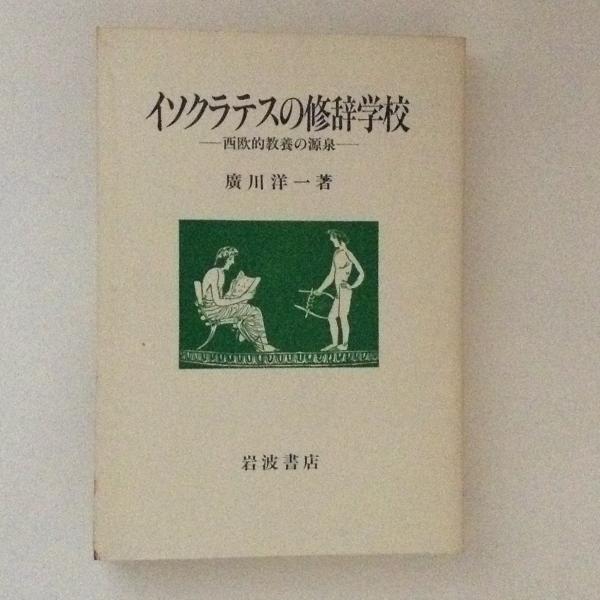 イソクラテスの修辞学校
――西欧的教養の源泉――
廣川洋一著
岩波書店